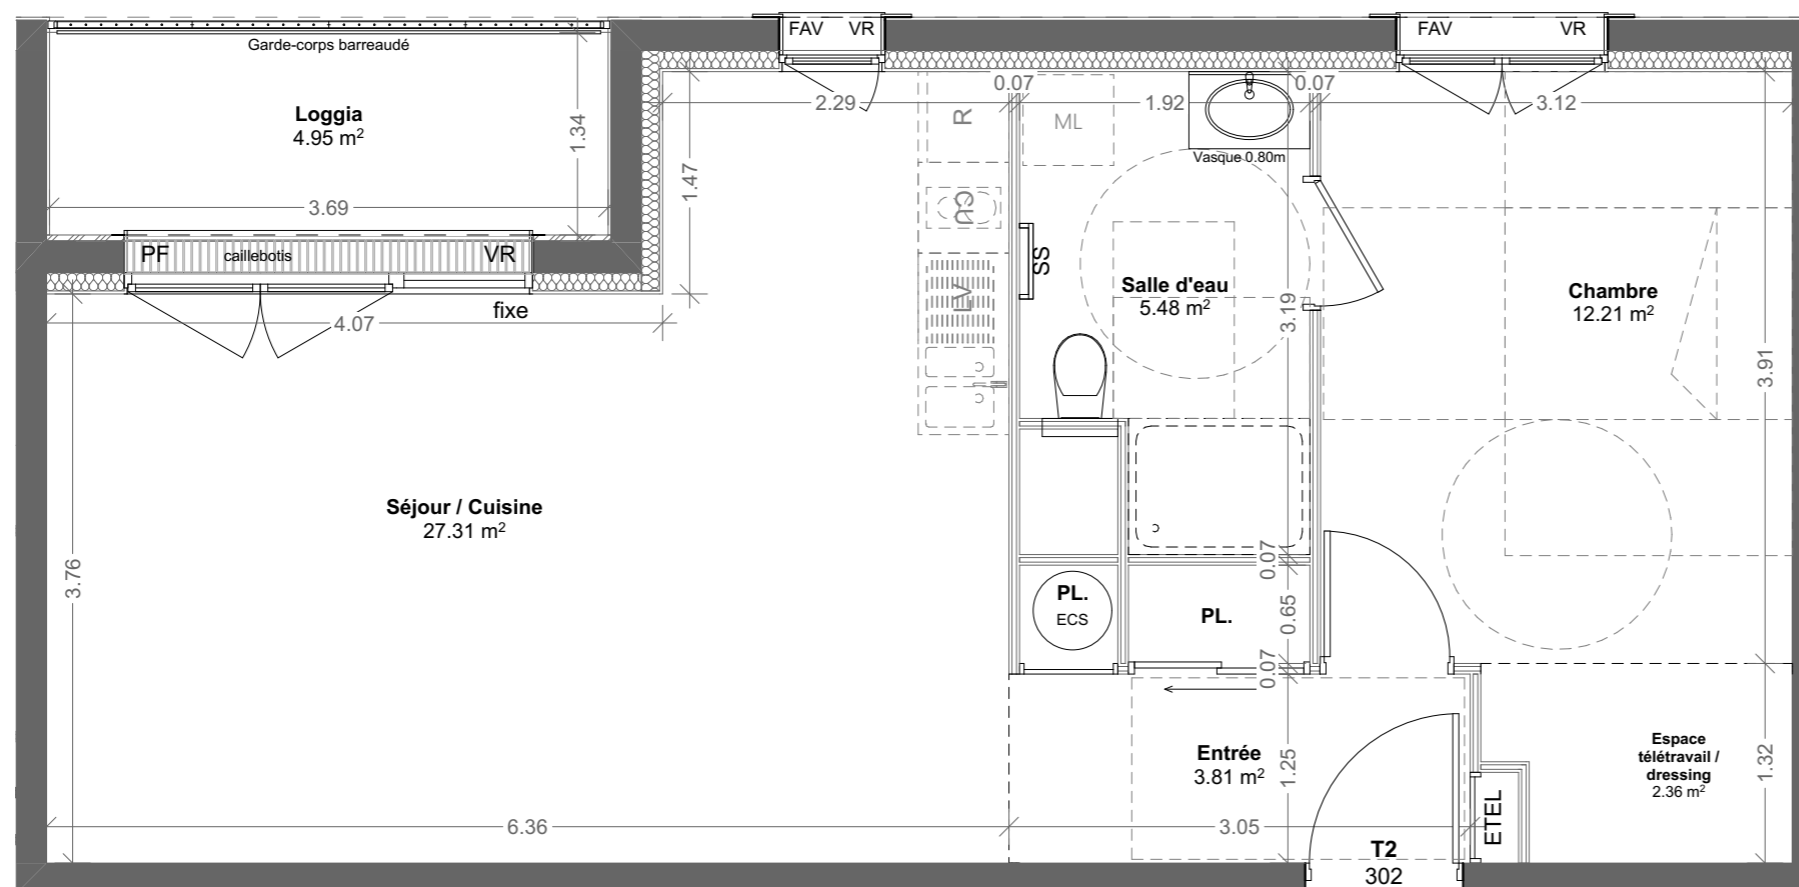 FAV VR
FAV VR
Garde-corps barreaudé
Loggia
4.95 m²
1.34
3.69
2.29
0.07
1.92
0.07
3.12
1.47
R
ML
Vasque 0.80m
CU
PF
caillebotis
VR
fixe
4.07
LV
SS
Salle d'eau
5.48 m²
3.19
Chambre
12.21 m²
3.91
Séjour / Cuisine
27.31 m²
3.76
0.07
PL.
ECS
PL.
0.65
0.07
Entrée
3.81 m²
1.25
Espace
télétravail /
dressing
2.36 m²
1.32
6.36
3.05
ETEL
T2
302